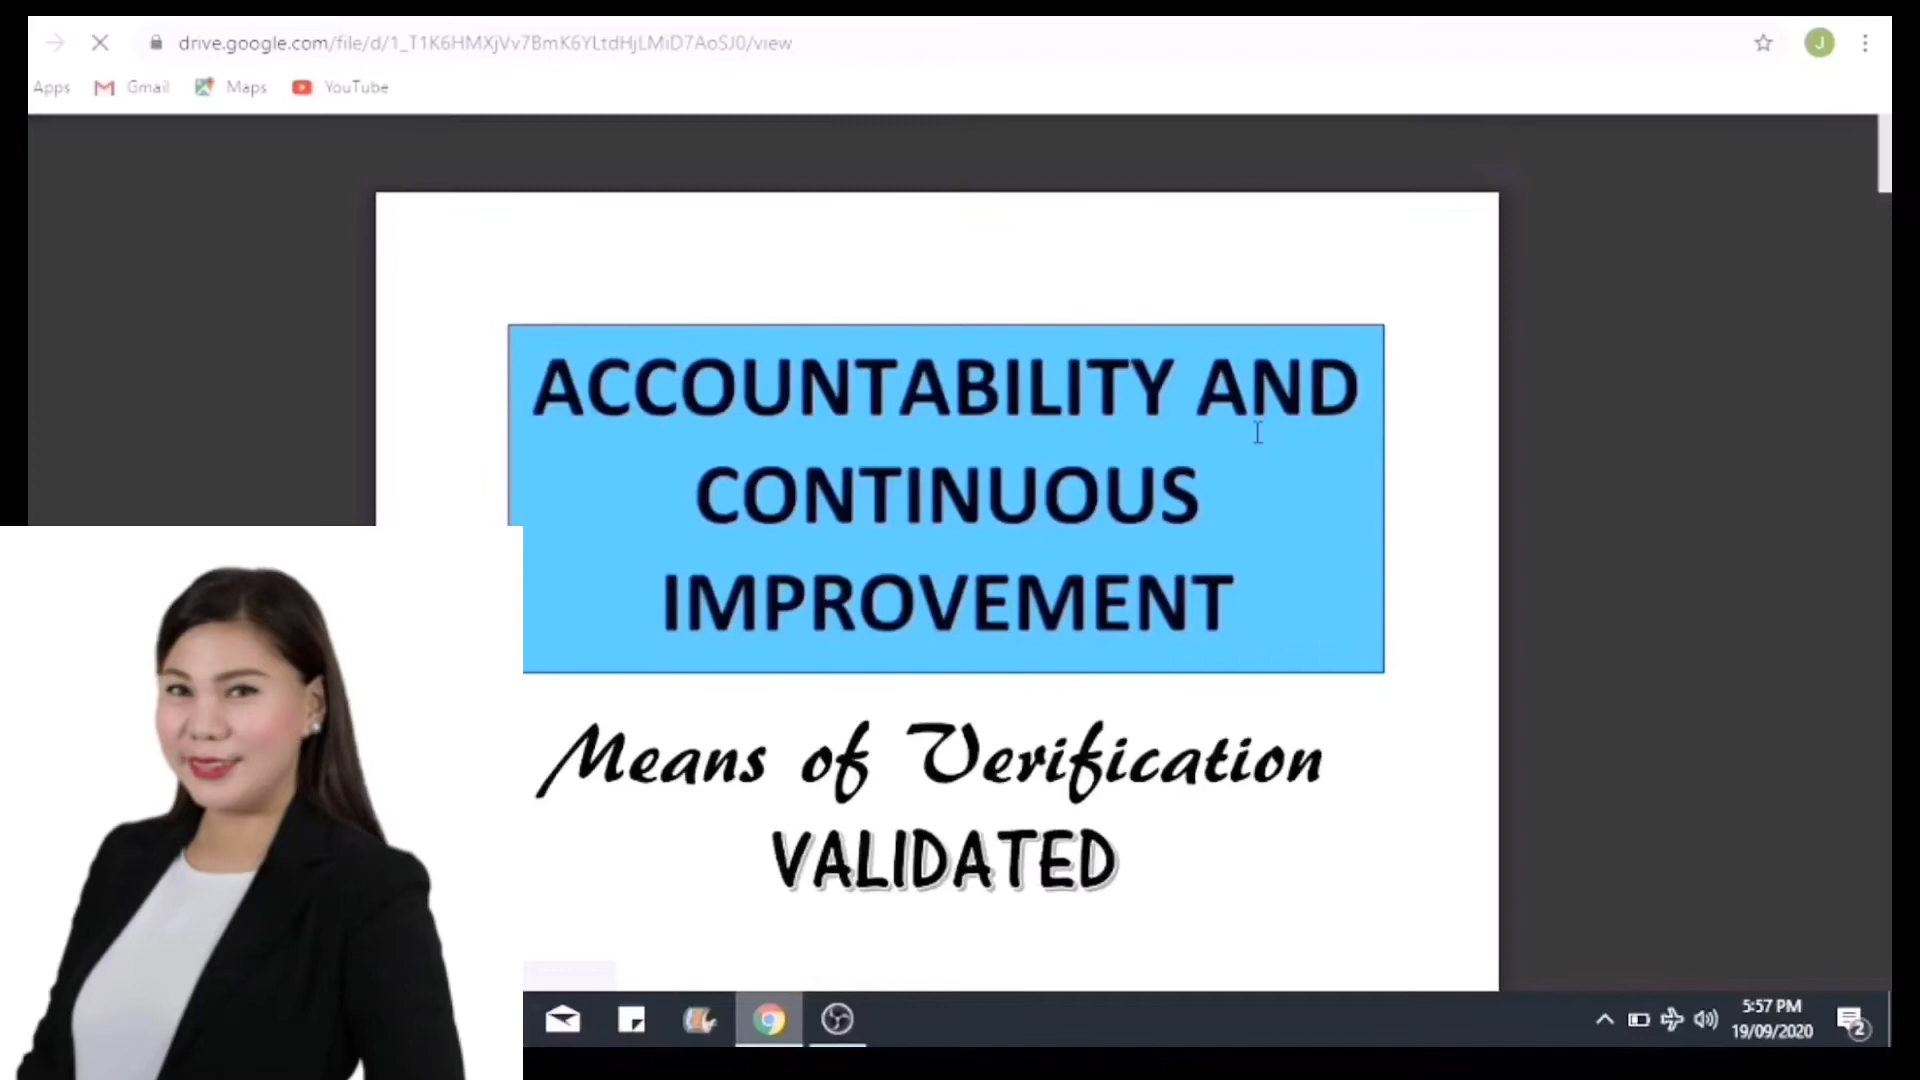 drive.google.com/file/d/1_T1K6HMXjVv7BmK6YLtdHjLMiD7AoSJ0/view
J
Apps Gmail Maps YouTube
ACCOUNTABILITY AND
CONTINUOUS
IMPROVEMENT
Means of Verification
VALIDATED
5:57 PM
19/09/2020
2